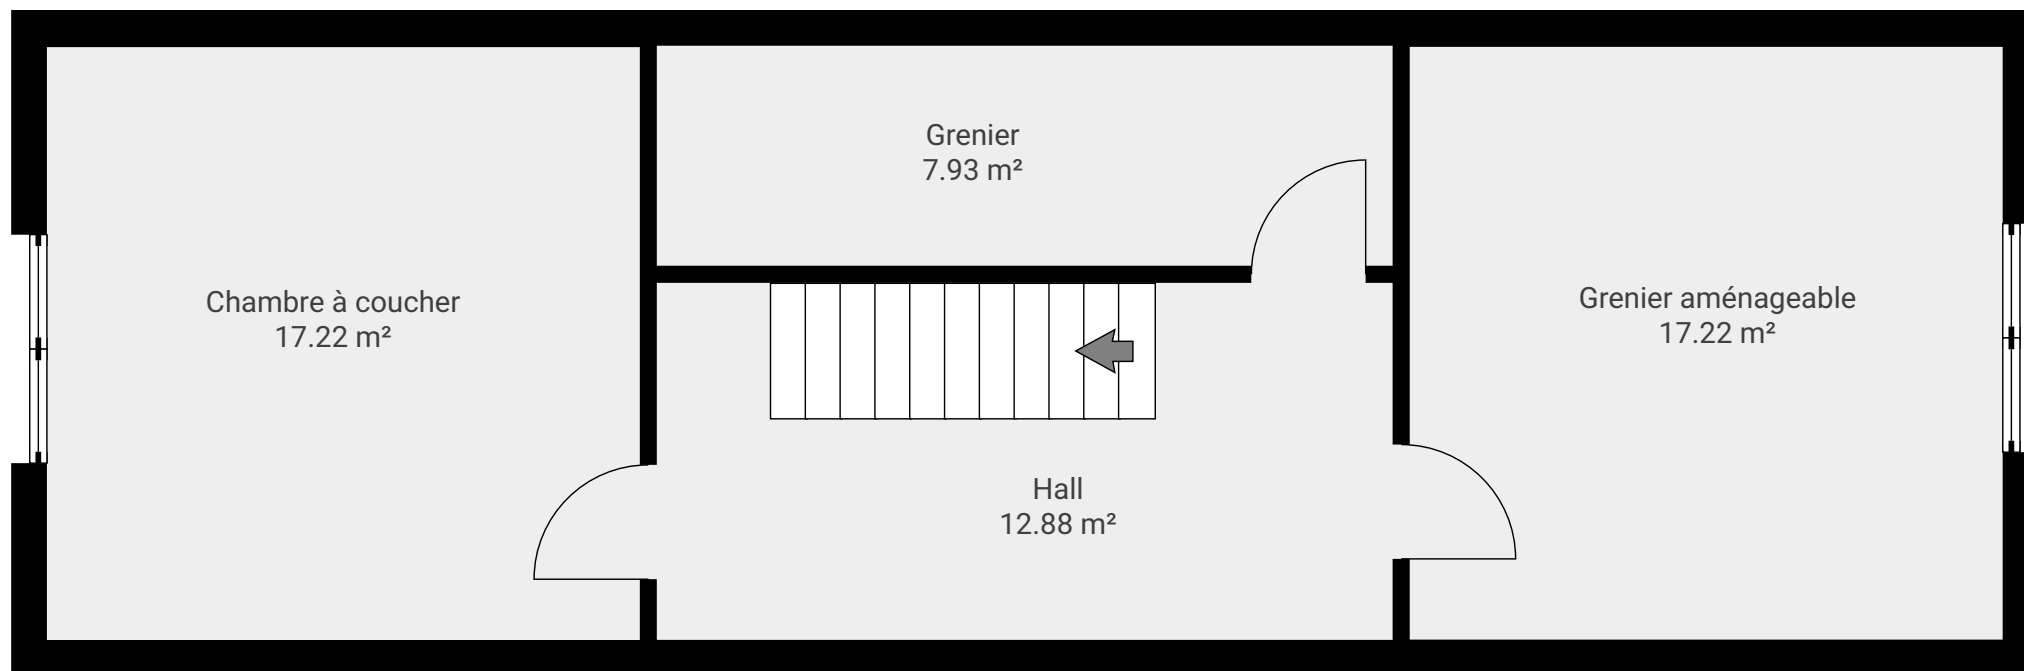 Grenier
7.93 m²
Chambre à coucher
17.22 m²
Grenier aménageable
17.22 m²
Hall
12.88 m²